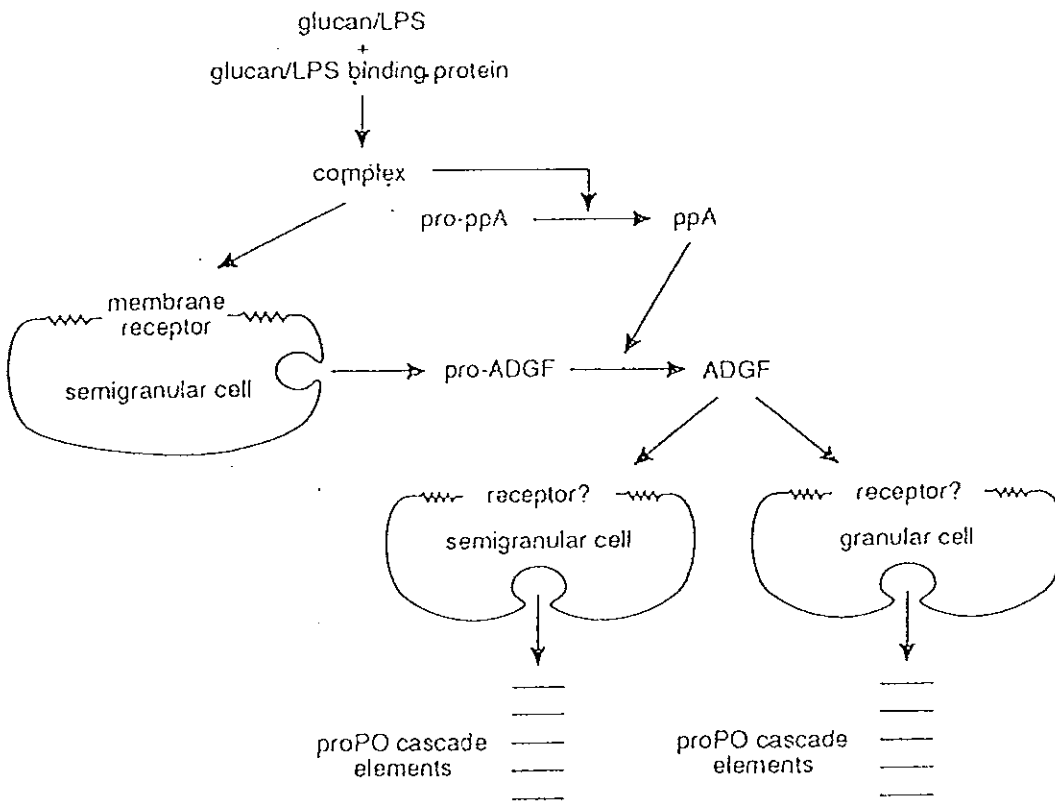 glucan/LPS
+
glucan/LPS binding protein
complex
pro-ppA
ppA
membrane
receptor
semigranular cell
pro-ADGF
ADGF
receptor?
semigranular cell
receptor?
granular cell
proPO cascade
elements
proPO cascade
elements